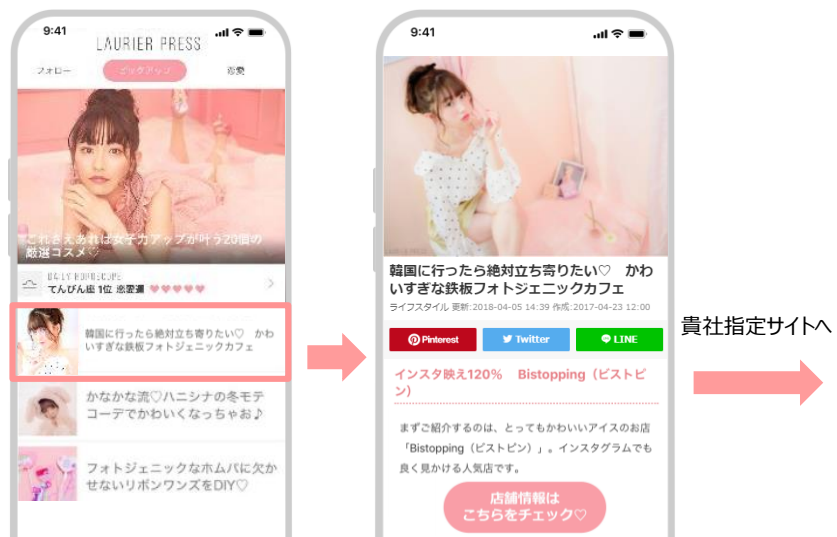 9:41
LAURIER PRESS
フォロー
ピックアップ
恋愛
これさえあれば女子力アップが叶う20個の
厳選コスメ♡
DAILY HOROSCOPE
てんびん座 1位 恋愛運 ♥♥♥♥♥
韓国に行ったら絶対立ち寄りたい♡ かわ
いすぎな鉄板フォトジェニックカフェ
かなかな流♡ハニシナの冬モテ
コーデでかわいくなっちゃお♪
フォトジェニックなホムパに欠か
せないリボンワンズをDIY♡
9:41
LAURIER PRESS
韓国に行ったら絶対立ち寄りたい♡ かわ
いすぎな鉄板フォトジェニックカフェ
ライフスタイル 更新:2018-04-05 14:39 作成:2017-04-23 12:00
Pinterest
Twitter
LINE
インスタ映え120% Bistopping（ビストピ
ン）
まずご紹介するのは、とってもかわいいアイスのお店
「Bistopping（ビストピン）」。インスタグラムでも
良く見かける人気店です。
店舗情報は
こちらをチェック♡
貴社指定サイトへ